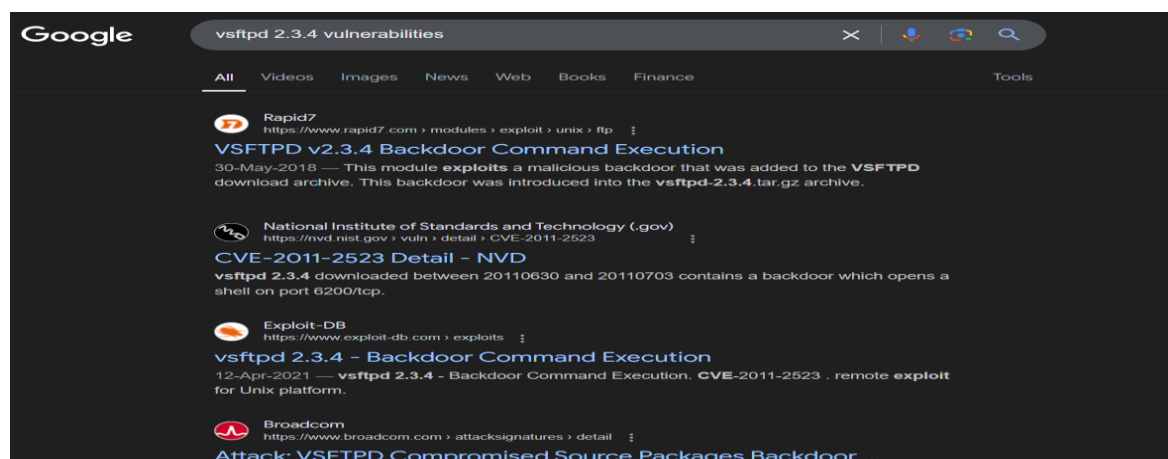 Google
vsftpd 2.3.4 vulnerabilities
All Videos Images News Web Books Finance Tools
Rapid7
https://www.rapid7.com › modules › exploit › unix › ftp
VSFTPD v2.3.4 Backdoor Command Execution
30-May-2018 — This module exploits a malicious backdoor that was added to the VSFTPD
download archive. This backdoor was introduced into the vsftpd-2.3.4.tar.gz archive.
National Institute of Standards and Technology (.gov)
https://nvd.nist.gov › vuln › detail › CVE-2011-2523
CVE-2011-2523 Detail - NVD
vsftpd 2.3.4 downloaded between 20110630 and 20110703 contains a backdoor which opens a
shell on port 6200/tcp.
Exploit-DB
https://www.exploit-db.com › exploits
vsftpd 2.3.4 - Backdoor Command Execution
12-Apr-2021 — vsftpd 2.3.4 - Backdoor Command Execution. CVE-2011-2523 . remote exploit
for Unix platform.
Broadcom
https://www.broadcom.com › attacksignatures › detail
Attack: VSFTPD Compromised Source Packages Backdoor